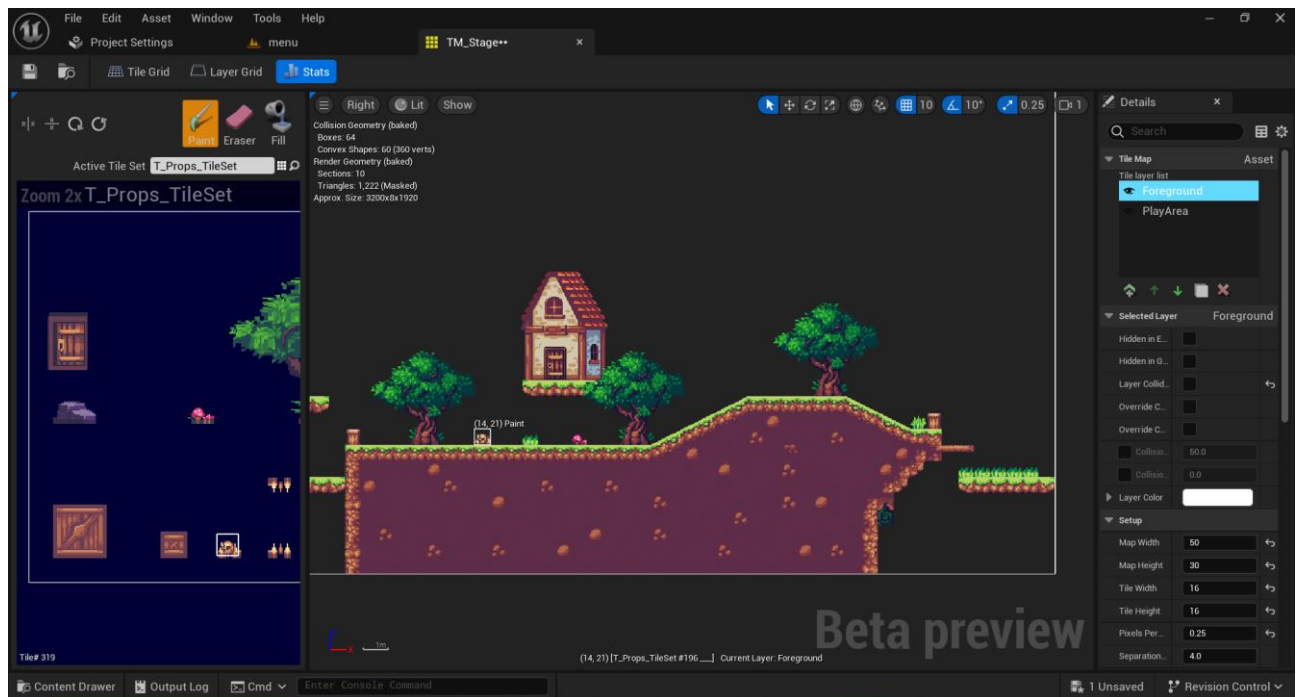 File Edit Asset Window Tools Help
Project Settings menu TM_Stage•• ×
Tile Grid Layer Grid Stats
Paint Eraser Fill
Active Tile Set T_Props_TileSet
Zoom 2x T_Props_TileSet
Tile# 319
Right Lit Show
10 10° 0.25 1
Collision Geometry (baked)
Boxes: 64
Convex Shapes: 60 (360 verts)
Render Geometry (baked)
Sections: 10
Triangles: 1,222 (Masked)
Approx. Size: 3200x8x1920
(14, 21) Paint
X 1m
Beta preview
(14, 21) [T_Props_TileSet #196 ___] Current Layer: Foreground
Details ×
Search
Tile Map Asset
Tile layer list
Foreground
PlayArea
Selected Layer Foreground
Hidden in E...
Hidden in G...
Layer Collid...
Override C...
Override C...
Collisio... 50.0
Collisio... 0.0
Layer Color
Setup
Map Width 50
Map Height 30
Tile Width 16
Tile Height 16
Pixels Per... 0.25
Separation... 4.0
Content Drawer Output Log Cmd Enter Console Command 1 Unsaved Revision Control